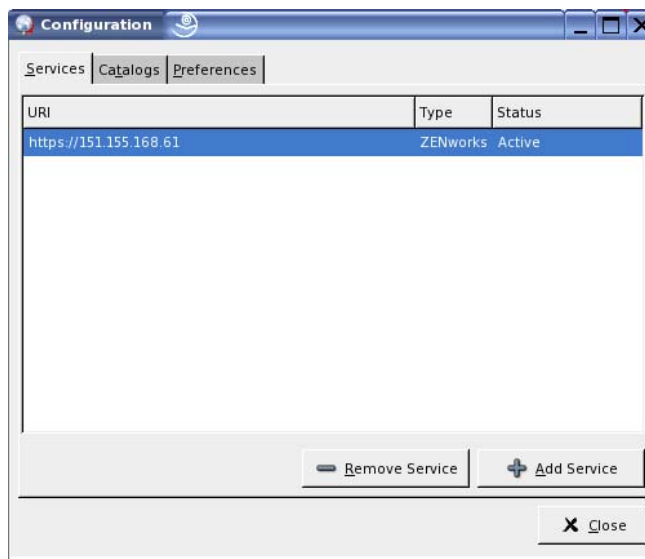 Configuration
Services Catalogs Preferences
URI Type Status
https://151.155.168.61 ZENworks Active
Remove Service Add Service
Close